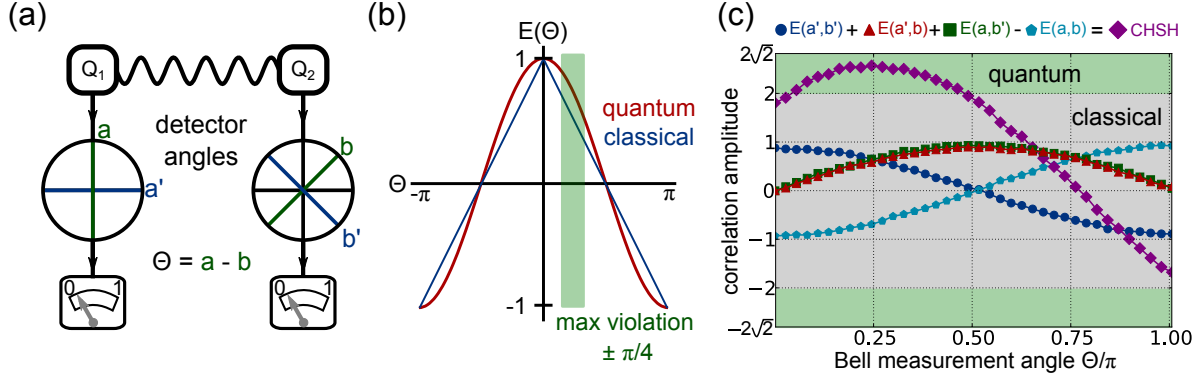 (a)
Q1
Q2
a
detector
angles
b
a'
b'
Θ = a - b
0 1
0 1
(b)
E(Θ)
1
quantum
classical
Θ
-π
π
-1
max violation
± π/4
(c)
E(a',b') + E(a',b) + E(a,b') - E(a,b) = CHSH
2√2
2
1
0
−1
−2
−2√2
correlation amplitude
quantum
classical
0.25 0.50 0.75 1.00
Bell measurement angle Θ/π